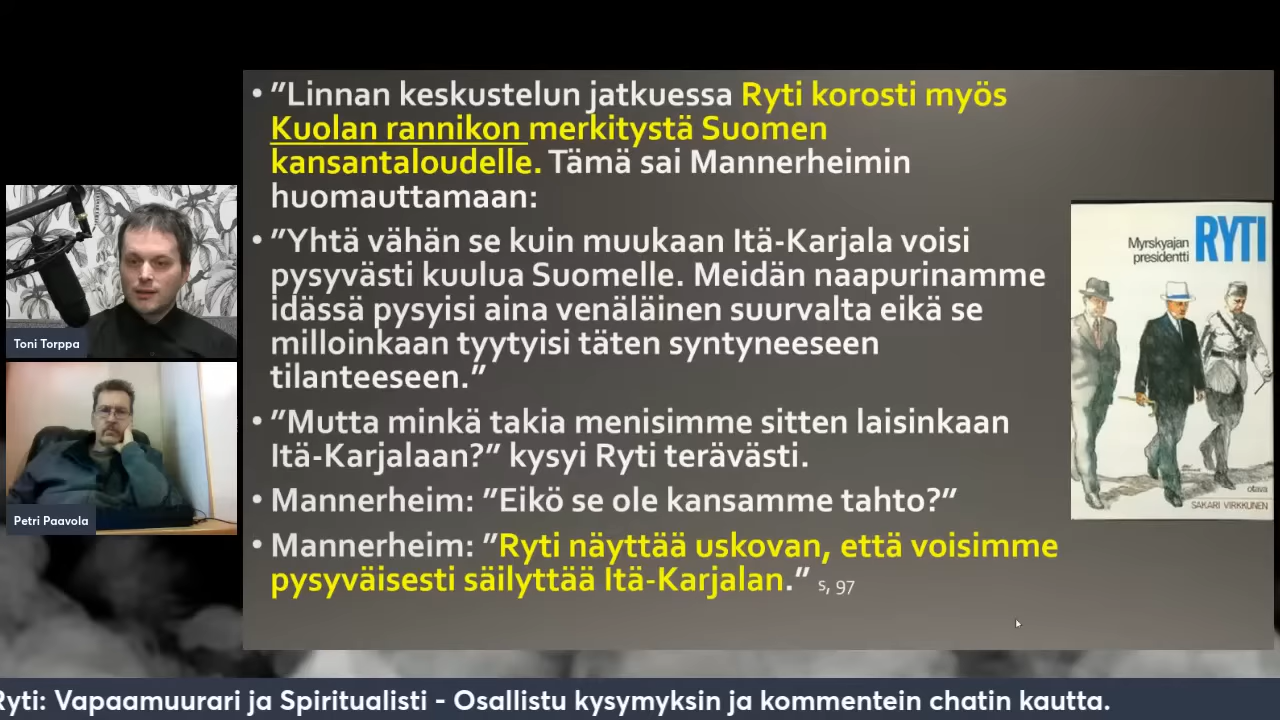 • ”Linnan keskustelun jatkuessa Ryti korosti myös
Kuolan rannikon merkitystä Suomen
kansantaloudelle. Tämä sai Mannerheimin
huomauttamaan:
• ”Yhtä vähän se kuin muukaan Itä-Karjala voisi
pysyvästi kuulua Suomelle. Meidän naapurinamme
idässä pysyisi aina venäläinen suurvalta eikä se
milloinkaan tyytyisi täten syntyneeseen
tilanteeseen.”
• ”Mutta minkä takia menisimme sitten laisinkaan
Itä-Karjalaan?” kysyi Ryti terävästi.
• Mannerheim: ”Eikö se ole kansamme tahto?”
• Mannerheim: ”Ryti näyttää uskovan, että voisimme
pysyväisesti säilyttää Itä-Karjalan.” s, 97
Myrskyajan
presidentti
RYTI
otava
SAKARI VIRKKUNEN
Toni Torppa
Petri Paavola
Ryti: Vapaamuurari ja Spiritualisti - Osallistu kysymyksin ja kommentein chatin kautta.